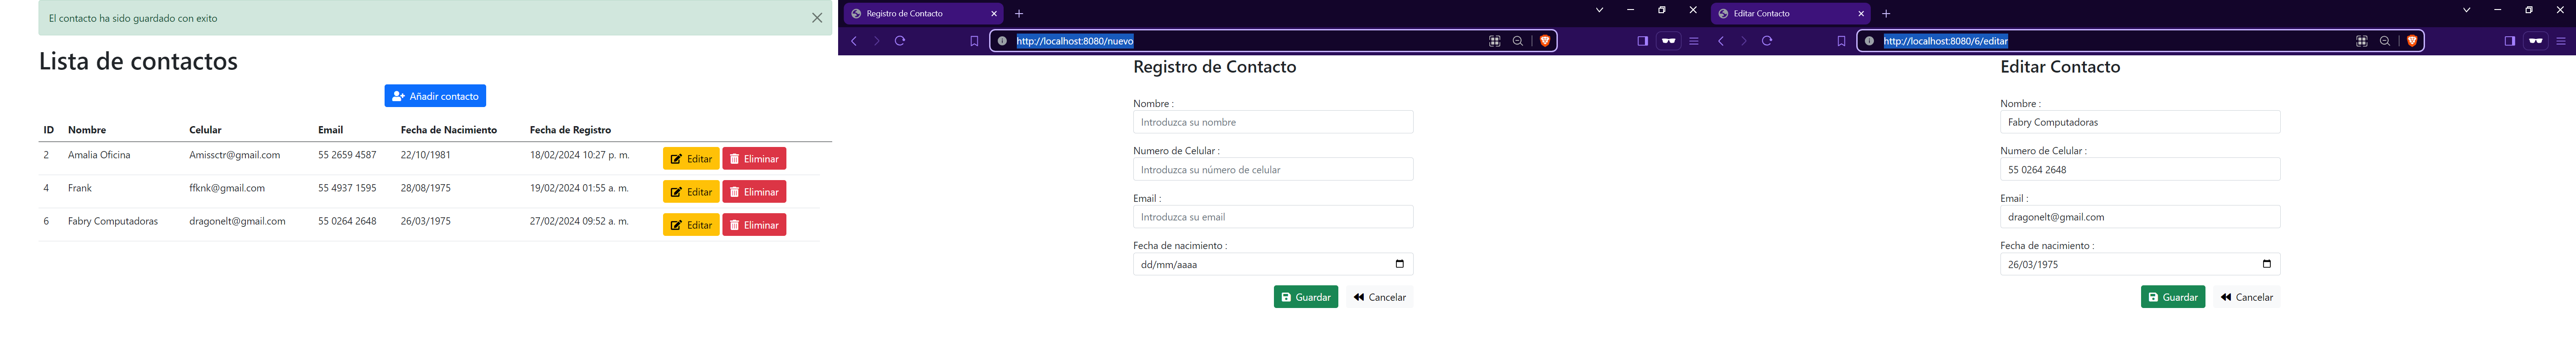 El contacto ha sido guardado con exito
Lista de contactos
Añadir contacto
ID Nombre Celular Email Fecha de Nacimiento Fecha de Registro
2 Amalia Oficina Amissctr@gmail.com 55 2659 4587 22/10/1981 18/02/2024 10:27 p. m. Editar Eliminar
4 Frank ffknk@gmail.com 55 4937 1595 28/08/1975 19/02/2024 01:55 a. m. Editar Eliminar
6 Fabry Computadoras dragonelt@gmail.com 55 0264 2648 26/03/1975 27/02/2024 09:52 a. m. Editar Eliminar
Registro de Contacto
http://localhost:8080/nuevo
Registro de Contacto
Nombre :
Introduzca su nombre
Numero de Celular :
Introduzca su número de celular
Email :
Introduzca su email
Fecha de nacimiento :
dd/mm/aaaa
Guardar Cancelar
Editar Contacto
http://localhost:8080/6/editar
Editar Contacto
Nombre :
Fabry Computadoras
Numero de Celular :
55 0264 2648
Email :
dragonelt@gmail.com
Fecha de nacimiento :
26/03/1975
Guardar Cancelar